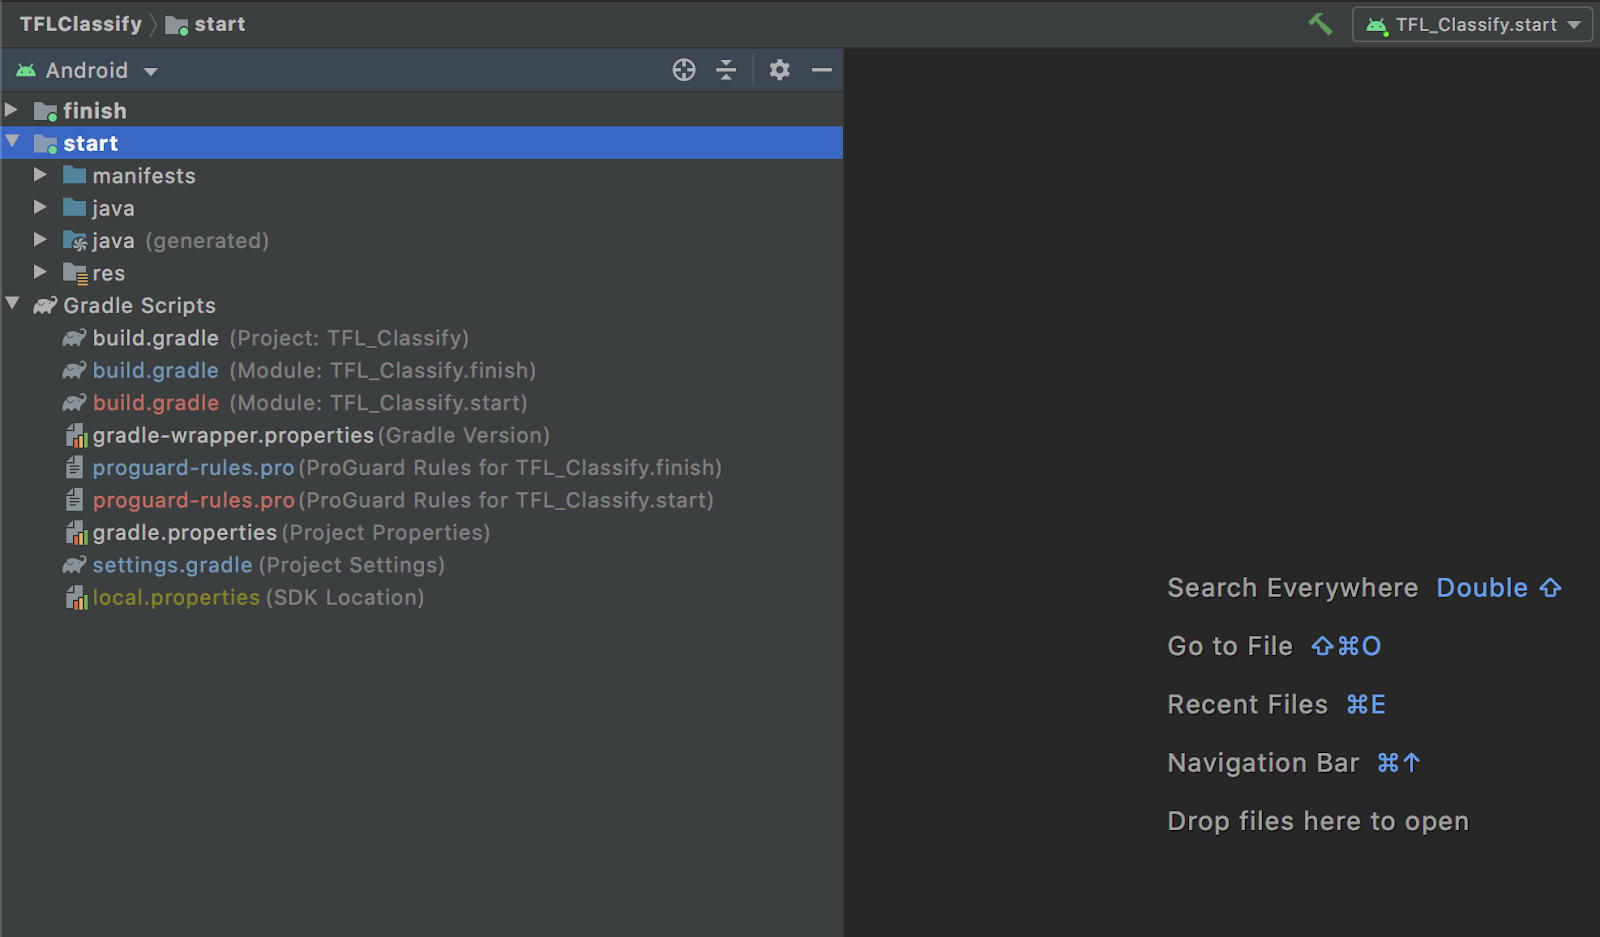 TFLClassify start TFL_Classify.start
Android
finish
start
manifests
java
java (generated)
res
Gradle Scripts
build.gradle (Project: TFL_Classify)
build.gradle (Module: TFL_Classify.finish)
build.gradle (Module: TFL_Classify.start)
gradle-wrapper.properties (Gradle Version)
proguard-rules.pro (ProGuard Rules for TFL_Classify.finish)
proguard-rules.pro (ProGuard Rules for TFL_Classify.start)
gradle.properties (Project Properties)
settings.gradle (Project Settings)
local.properties (SDK Location)
Search Everywhere Double ⇧
Go to File ⇧⌘O
Recent Files ⌘E
Navigation Bar ⌘↑
Drop files here to open